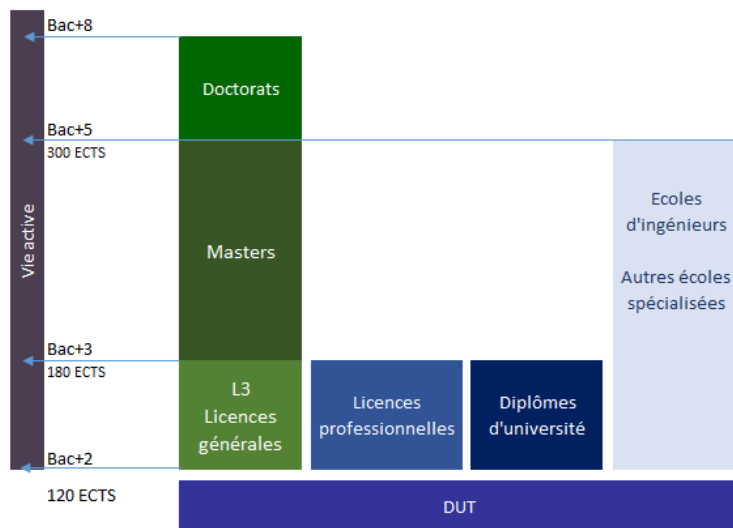 Bac+8
Doctorats
Bac+5
300 ECTS
Vie active
Ecoles
d'ingénieurs
Autres écoles
spécialisées
Masters
Bac+3
180 ECTS
L3
Licences
générales
Licences
professionnelles
Diplômes
d'université
Bac+2
120 ECTS
DUT